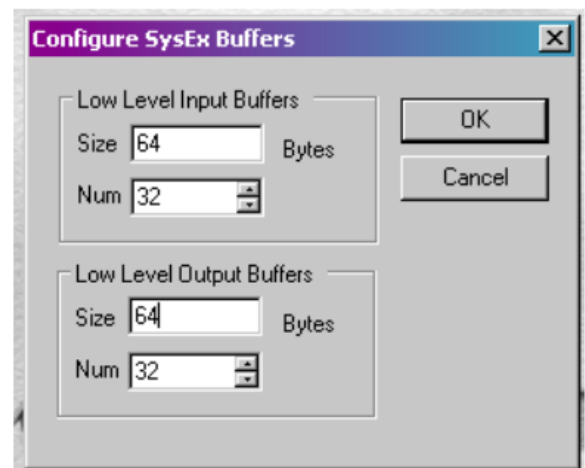 Configure SysEx Buffers
Low Level Input Buffers
Size 64 Bytes
Num 32
OK
Cancel
Low Level Output Buffers
Size 64 Bytes
Num 32